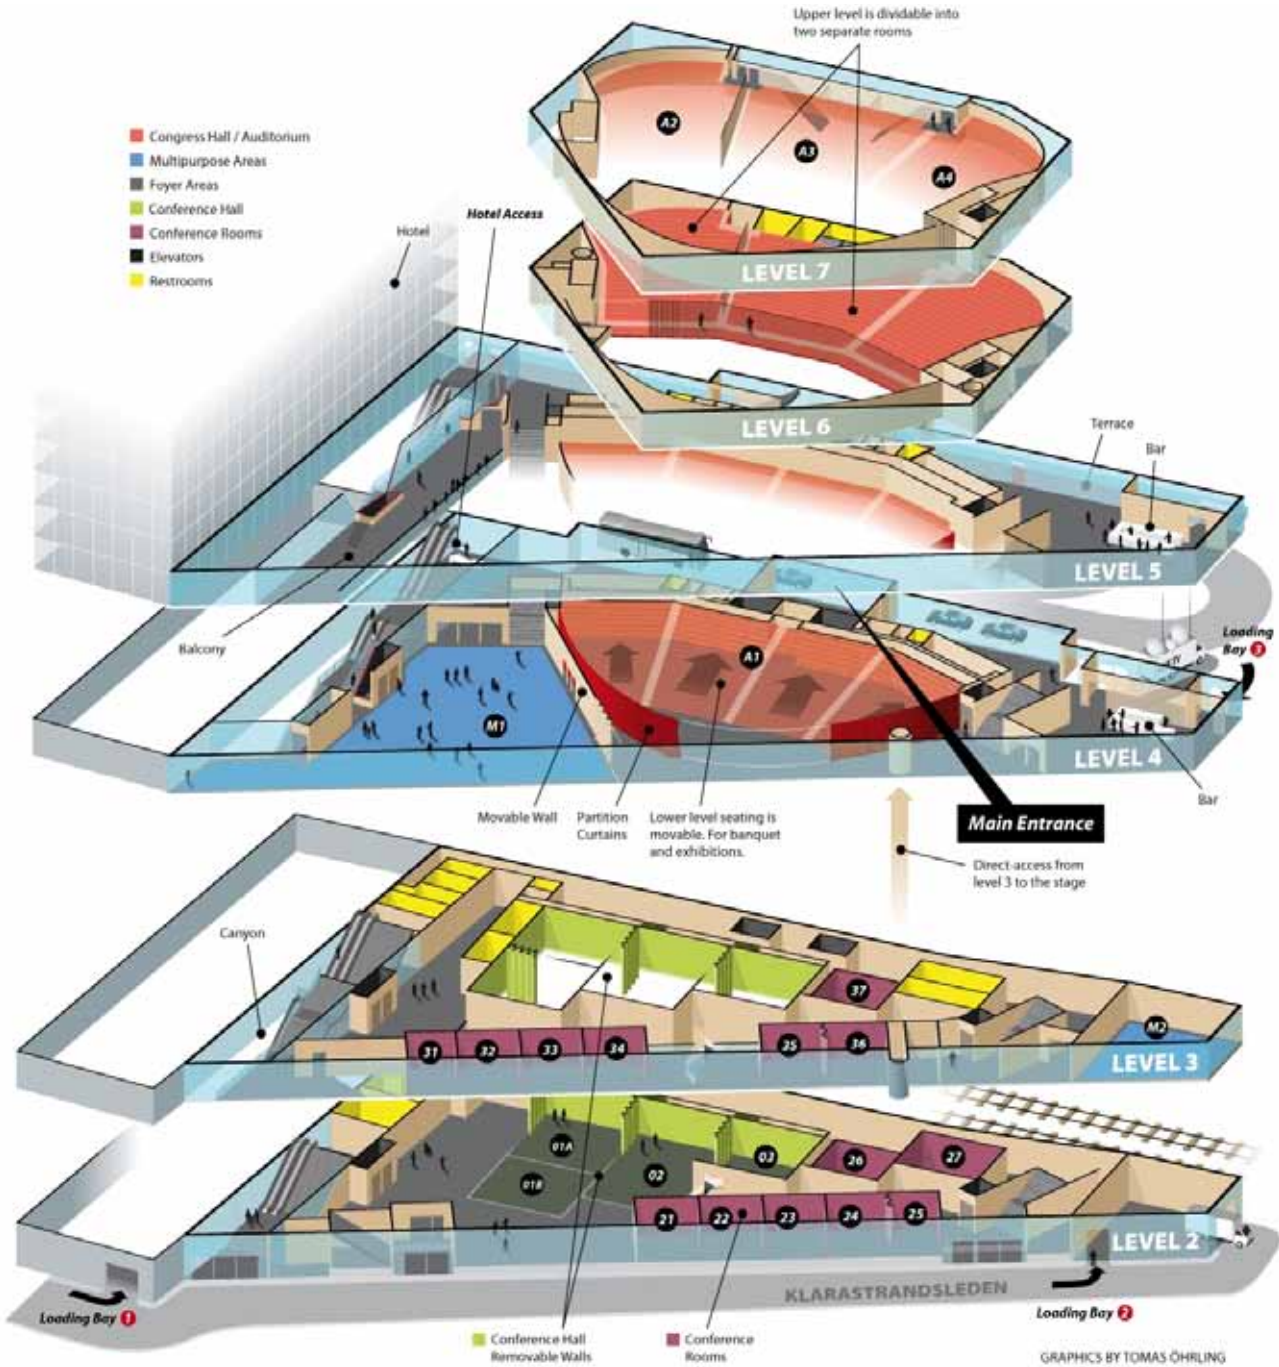 Upper level is dividable into
two separate rooms
Congress Hall / Auditorium
Multipurpose Areas
Foyer Areas
Conference Hall
Conference Rooms
Elevators
Restrooms
Hotel
Hotel Access
A2
A3
A4
LEVEL 7
LEVEL 6
Terrace
Bar
LEVEL 5
Balcony
A1
M1
Loading
Bay 3
TV
LEVEL 4
Bar
Movable Wall
Partition
Curtains
Lower level seating is
movable. For banquet
and exhibitions.
Main Entrance
Direct-access from
level 3 to the stage
Canyon
37
M2
31
32
33
34
35
36
LEVEL 3
01A
01B
02
03
26
27
21
22
23
24
25
LEVEL 2
KLARASTRANDSLEDEN
Loading Bay 1
Loading Bay 2
Conference Hall
Removable Walls
Conference
Rooms
GRAPHICS BY TOMAS ÖHRLING